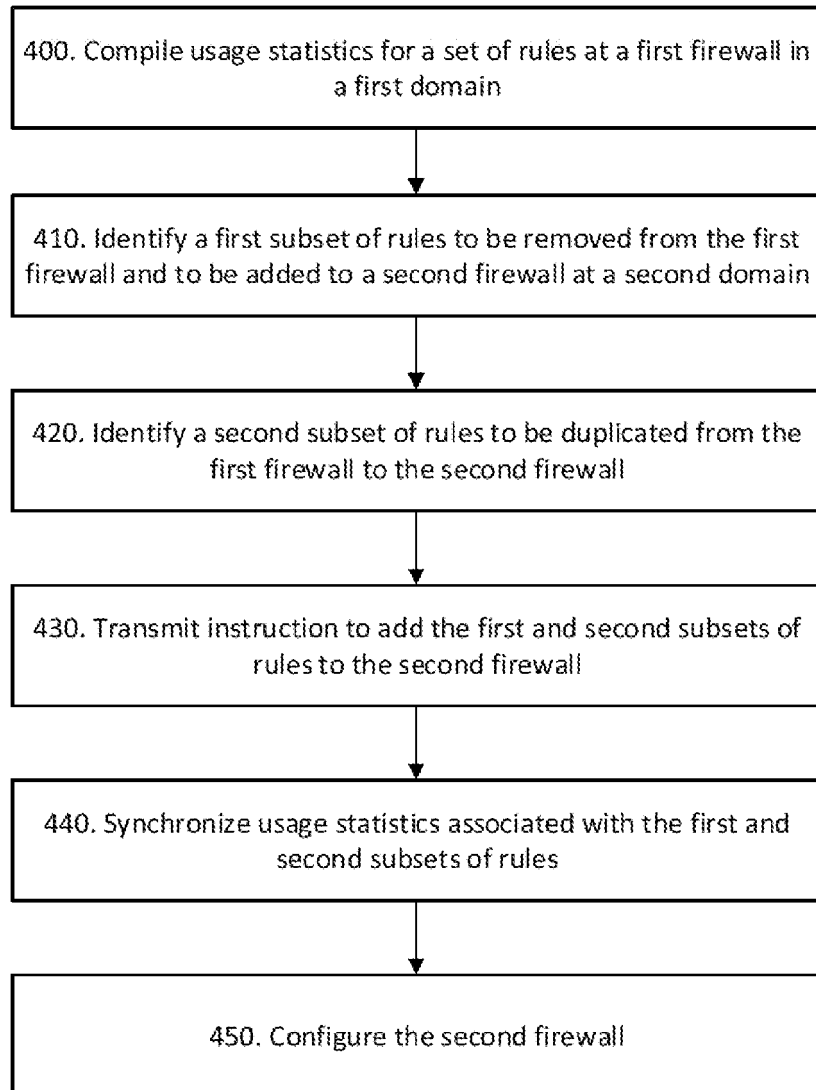 400. Compile usage statistics for a set of rules at a first firewall in
a first domain
410. Identify a first subset of rules to be removed from the first
firewall and to be added to a second firewall at a second domain
420. Identify a second subset of rules to be duplicated from the
first firewall to the second firewall
430. Transmit instruction to add the first and second subsets of
rules to the second firewall
440. Synchronize usage statistics associated with the first and
second subsets of rules
450. Configure the second firewall